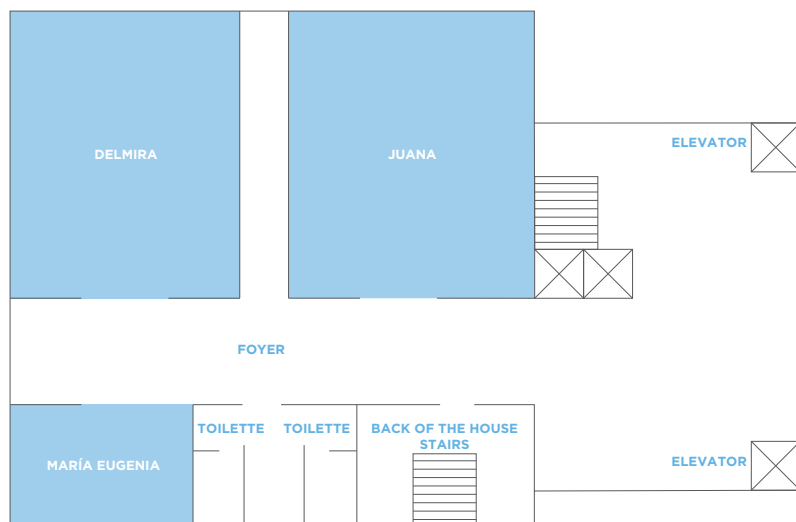 DELMIRA
JUANA
ELEVATOR
FOYER
TOILETTE
TOILETTE
BACK OF THE HOUSE
STAIRS
MARÍA EUGENIA
ELEVATOR